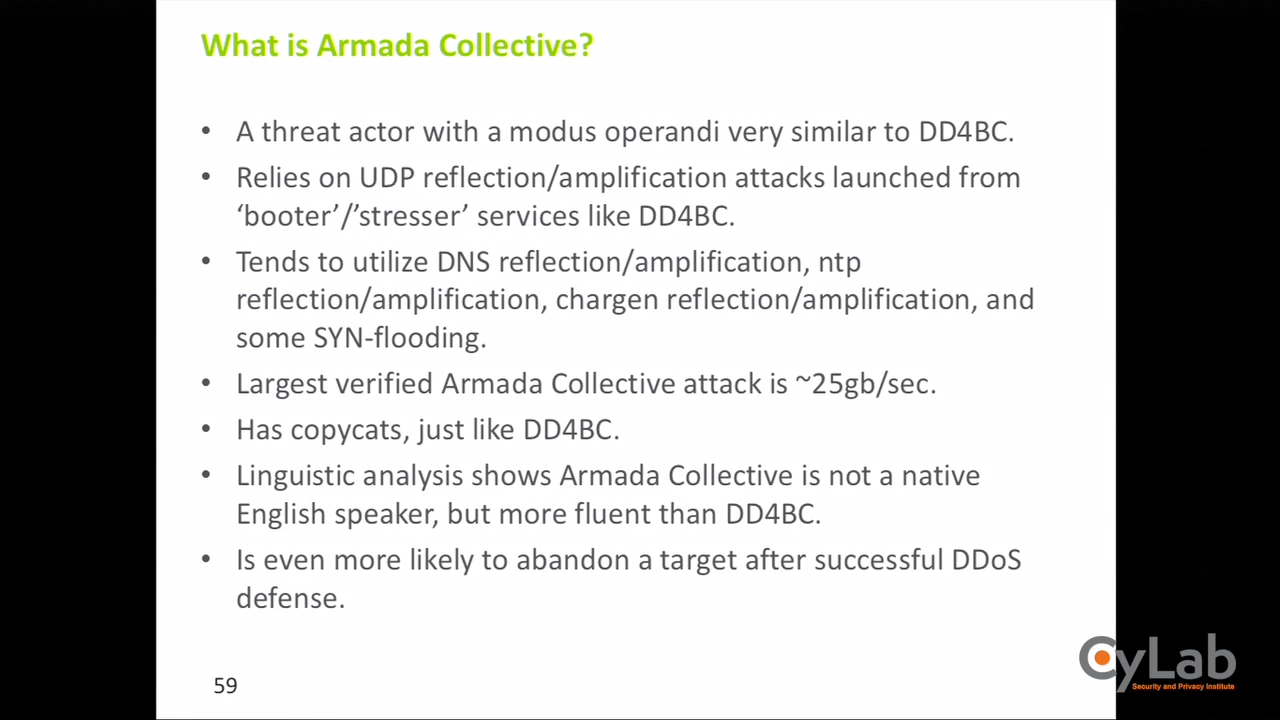 What is Armada Collective?
• A threat actor with a modus operandi very similar to DD4BC.
• Relies on UDP reflection/amplification attacks launched from
‘booter’/’stresser’ services like DD4BC.
• Tends to utilize DNS reflection/amplification, ntp
reflection/amplification, chargen reflection/amplification, and
some SYN-flooding.
• Largest verified Armada Collective attack is ~25gb/sec.
• Has copycats, just like DD4BC.
• Linguistic analysis shows Armada Collective is not a native
English speaker, but more fluent than DD4BC.
• Is even more likely to abandon a target after successful DDoS
defense.
59
CyLab
Security and Privacy Institute